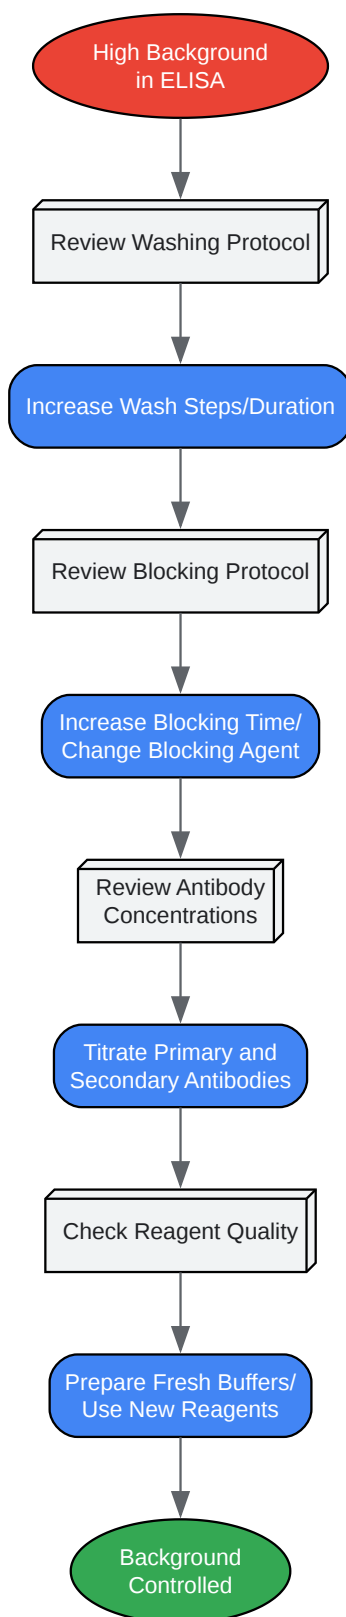 High Background
in ELISA
Review Washing Protocol
Increase Wash Steps/Duration
Review Blocking Protocol
Increase Blocking Time/
Change Blocking Agent
Review Antibody
Concentrations
Titrate Primary and
Secondary Antibodies
Check Reagent Quality
Prepare Fresh Buffers/
Use New Reagents
Background
Controlled